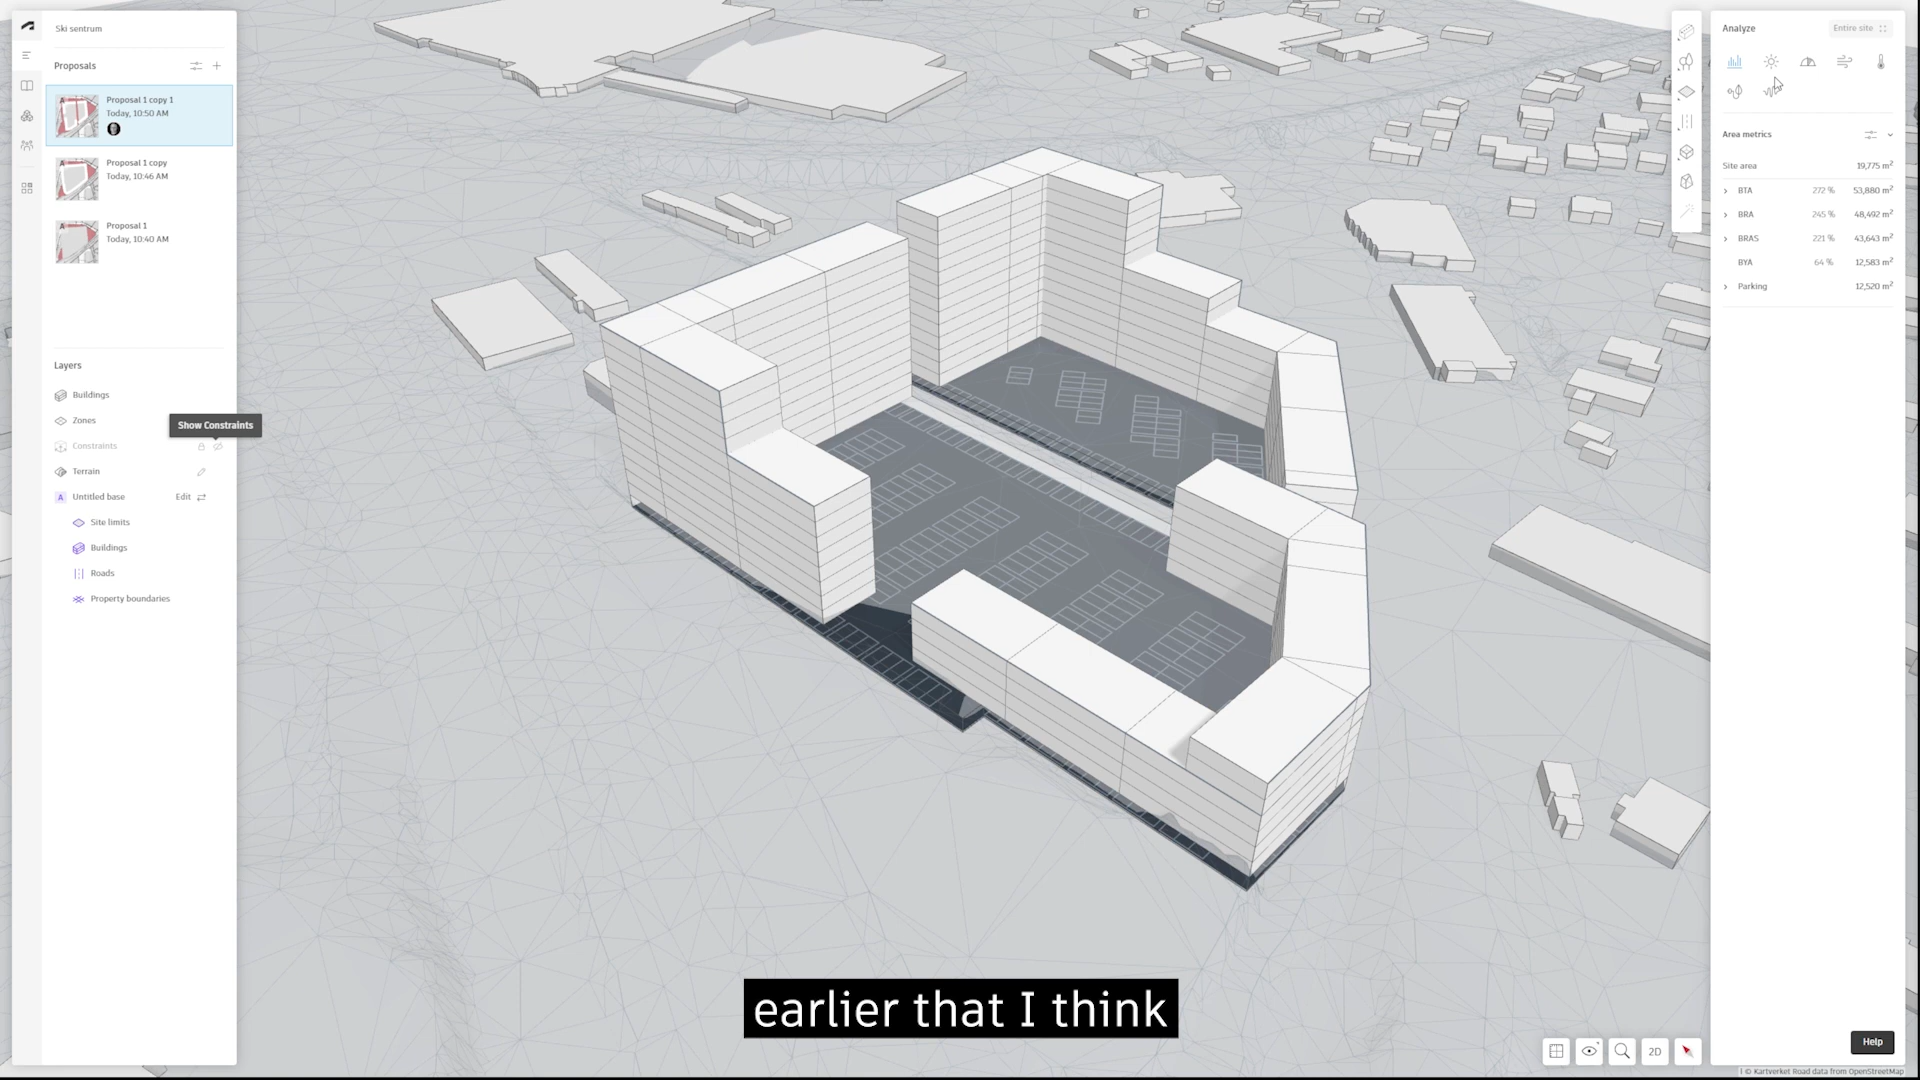 Ski sentrum
Proposals
Proposal 1 copy 1
Today, 10:50 AM
Proposal 1 copy
Today, 10:46 AM
Proposal 1
Today, 10:40 AM
Layers
Buildings
Zones
Show Constraints
Constraints
Terrain
A Untitled base Edit
Site limits
Buildings
Roads
Property boundaries
Analyze Entire site
Area metrics
Site area 19,775 m²
BTA 272 % 53,880 m²
BRA 245 % 48,492 m²
BRAS 221 % 43,643 m²
BYA 64 % 12,583 m²
Parking 12,520 m²
earlier that I think
2D
Help
© Kartverket Road data from OpenStreetMap